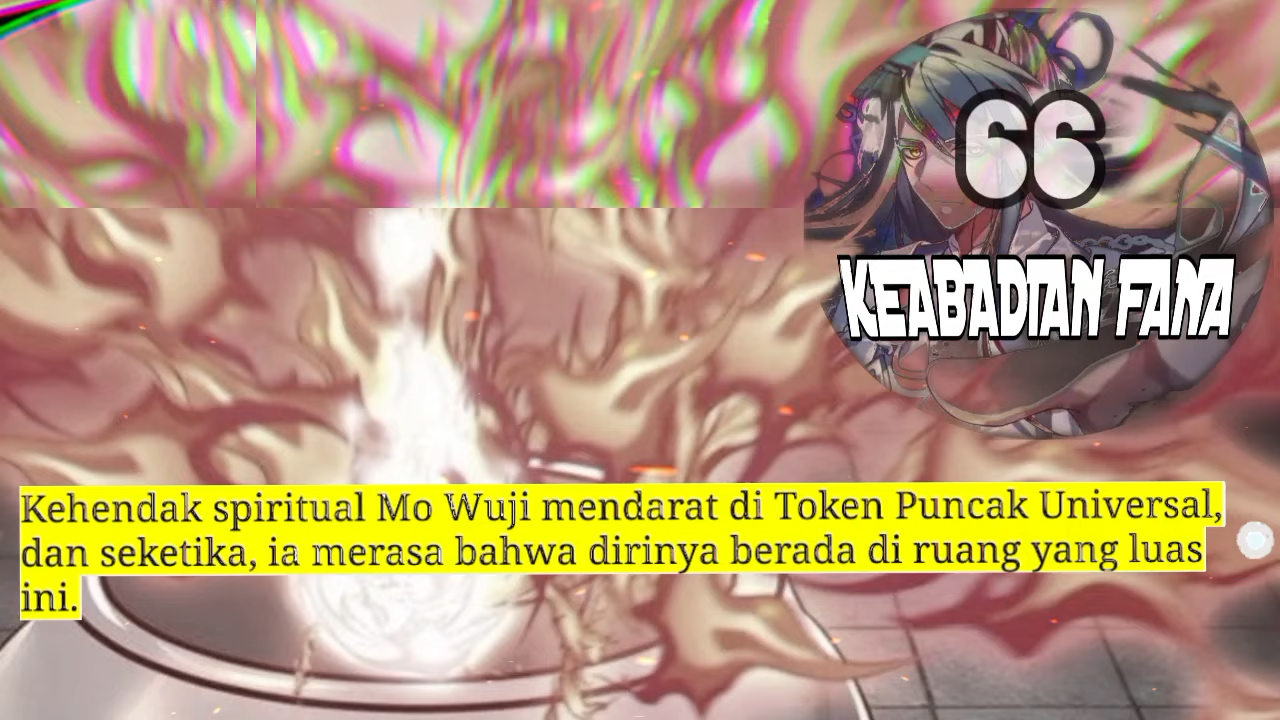 66
KEABADIAN FANA
Kehendak spiritual Mo Wuji mendarat di Token Puncak Universal,
dan seketika, ia merasa bahwa dirinya berada di ruang yang luas
ini.